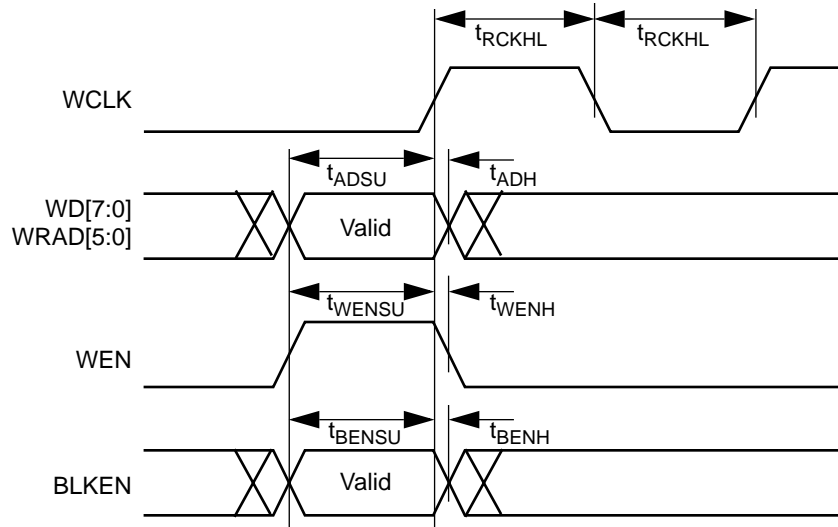 tRCKHL tRCKHL
WCLK
tADSU tADH
WD[7:0]
WRAD[5:0]
Valid
tWENSU tWENH
WEN
tBENSU tBENH
BLKEN
Valid